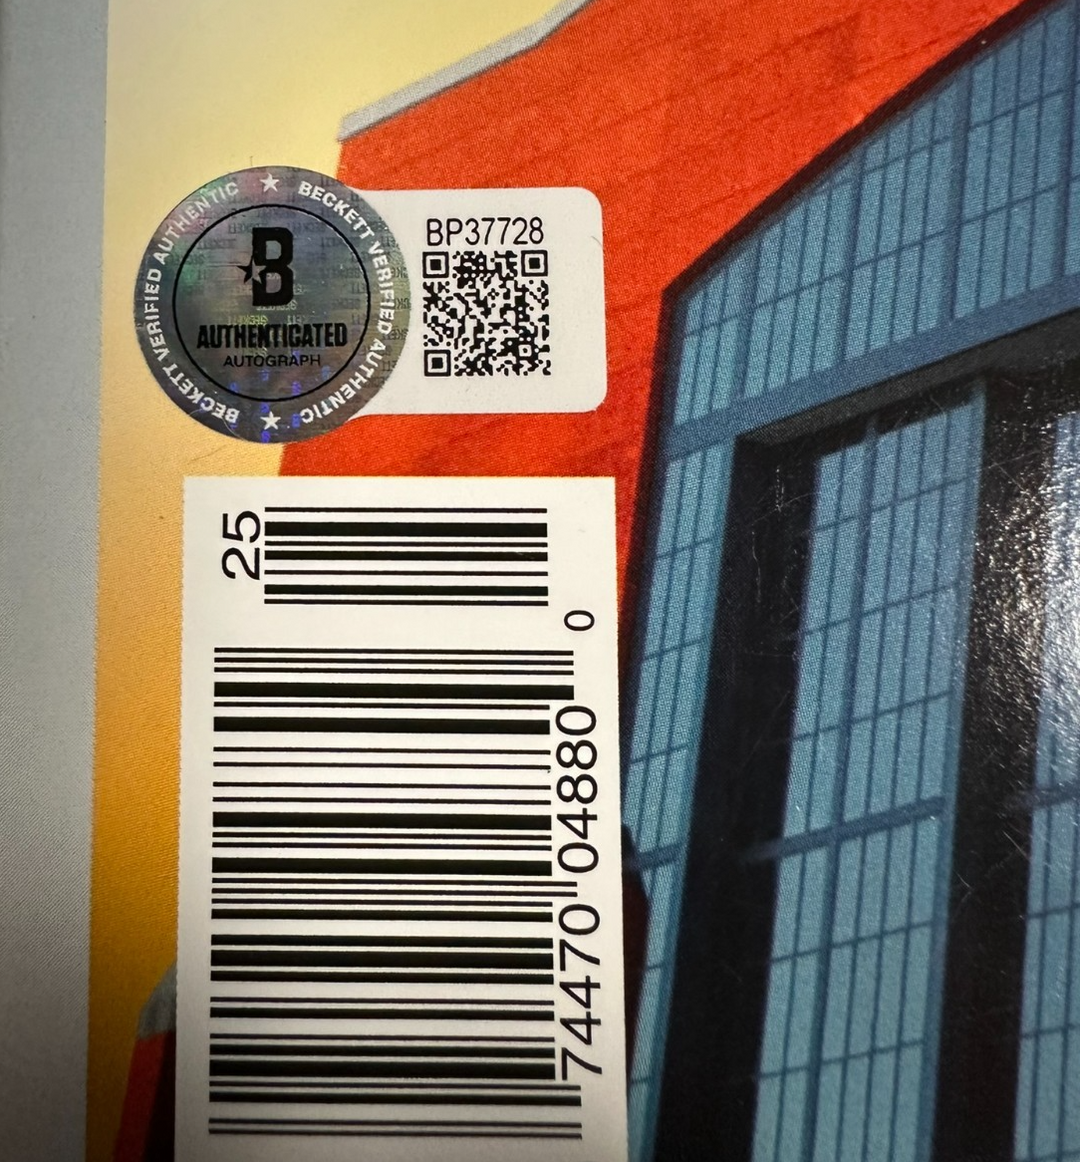 BECKETT VERIFIED AUTHENTIC ★ BECKETT VERIFIED AUTHENTIC ★
B
AUTHENTICATED
AUTOGRAPH
BP37728
25
0 74470 04880